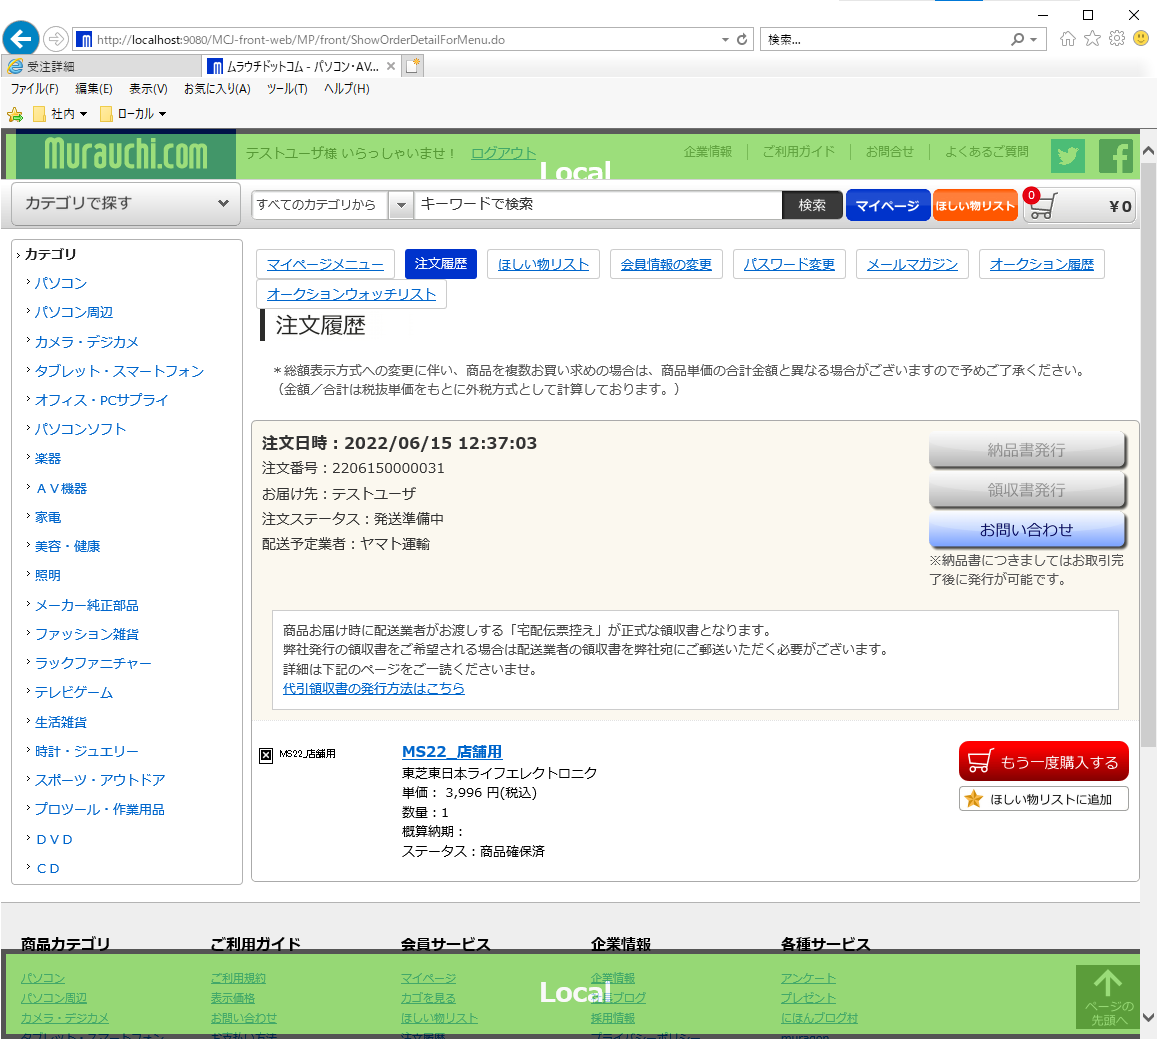 http://localhost:9080/MCJ-front-web/MP/front/ShowOrderDetailForMenu.do
検索...
受注詳細
ムラウチドットコム - パソコン・AV...
ファイル(F) 編集(E) 表示(V) お気に入り(A) ツール(T) ヘルプ(H)
社内 ローカル
Murauchi.com
テストユーザ様 いらっしゃいませ！ ログアウト
企業情報 ご利用ガイド お問合せ よくあるご質問
Local
カテゴリで探す
すべてのカテゴリから
キーワードで検索
検索
マイページ
ほしい物リスト
0
¥ 0
カテゴリ
パソコン
パソコン周辺
カメラ・デジカメ
タブレット・スマートフォン
オフィス・PCサプライ
パソコンソフト
楽器
ＡＶ機器
家電
美容・健康
照明
メーカー純正部品
ファッション雑貨
ラックファニチャー
テレビゲーム
生活雑貨
時計・ジュエリー
スポーツ・アウトドア
プロツール・作業用品
ＤＶＤ
ＣＤ
マイページメニュー 注文履歴 ほしい物リスト 会員情報の変更 パスワード変更 メールマガジン オークション履歴
オークションウォッチリスト
注文履歴
＊総額表示方式への変更に伴い、商品を複数お買い求めの場合は、商品単価の合計金額と異なる場合がございますので予めご了承ください。
（金額／合計は税抜単価をもとに外税方式として計算しております。）
注文日時：2022/06/15 12:37:03
注文番号：2206150000031
お届け先：テストユーザ
注文ステータス：発送準備中
配送予定業者：ヤマト運輸
納品書発行
領収書発行
お問い合わせ
※納品書につきましてはお取引完
了後に発行が可能です。
商品お届け時に配送業者がお渡しする「宅配伝票控え」が正式な領収書となります。
弊社発行の領収書をご希望される場合は配送業者の領収書を弊社宛にご郵送いただく必要がございます。
詳細は下記のページをご一読くださいませ。
代引領収書の発行方法はこちら
MS22_店舗用
MS22_店舗用
東芝東日本ライフエレクトロニク
単価： 3,996 円(税込)
数量：1
概算納期：
ステータス：商品確保済
もう一度購入する
ほしい物リストに追加
商品カテゴリ ご利用ガイド 会員サービス 企業情報 各種サービス
パソコン ご利用規約 マイページ 企業情報 アンケート
パソコン周辺 表示価格 カゴを見る 社長ブログ プレゼント
カメラ・デジカメ お問い合わせ ほしい物リスト 採用情報 にほんブログ村
タブレット・スマートフォン お支払い方法 注文履歴 プライバシーポリシー muragon
Local
ページの
先頭へ